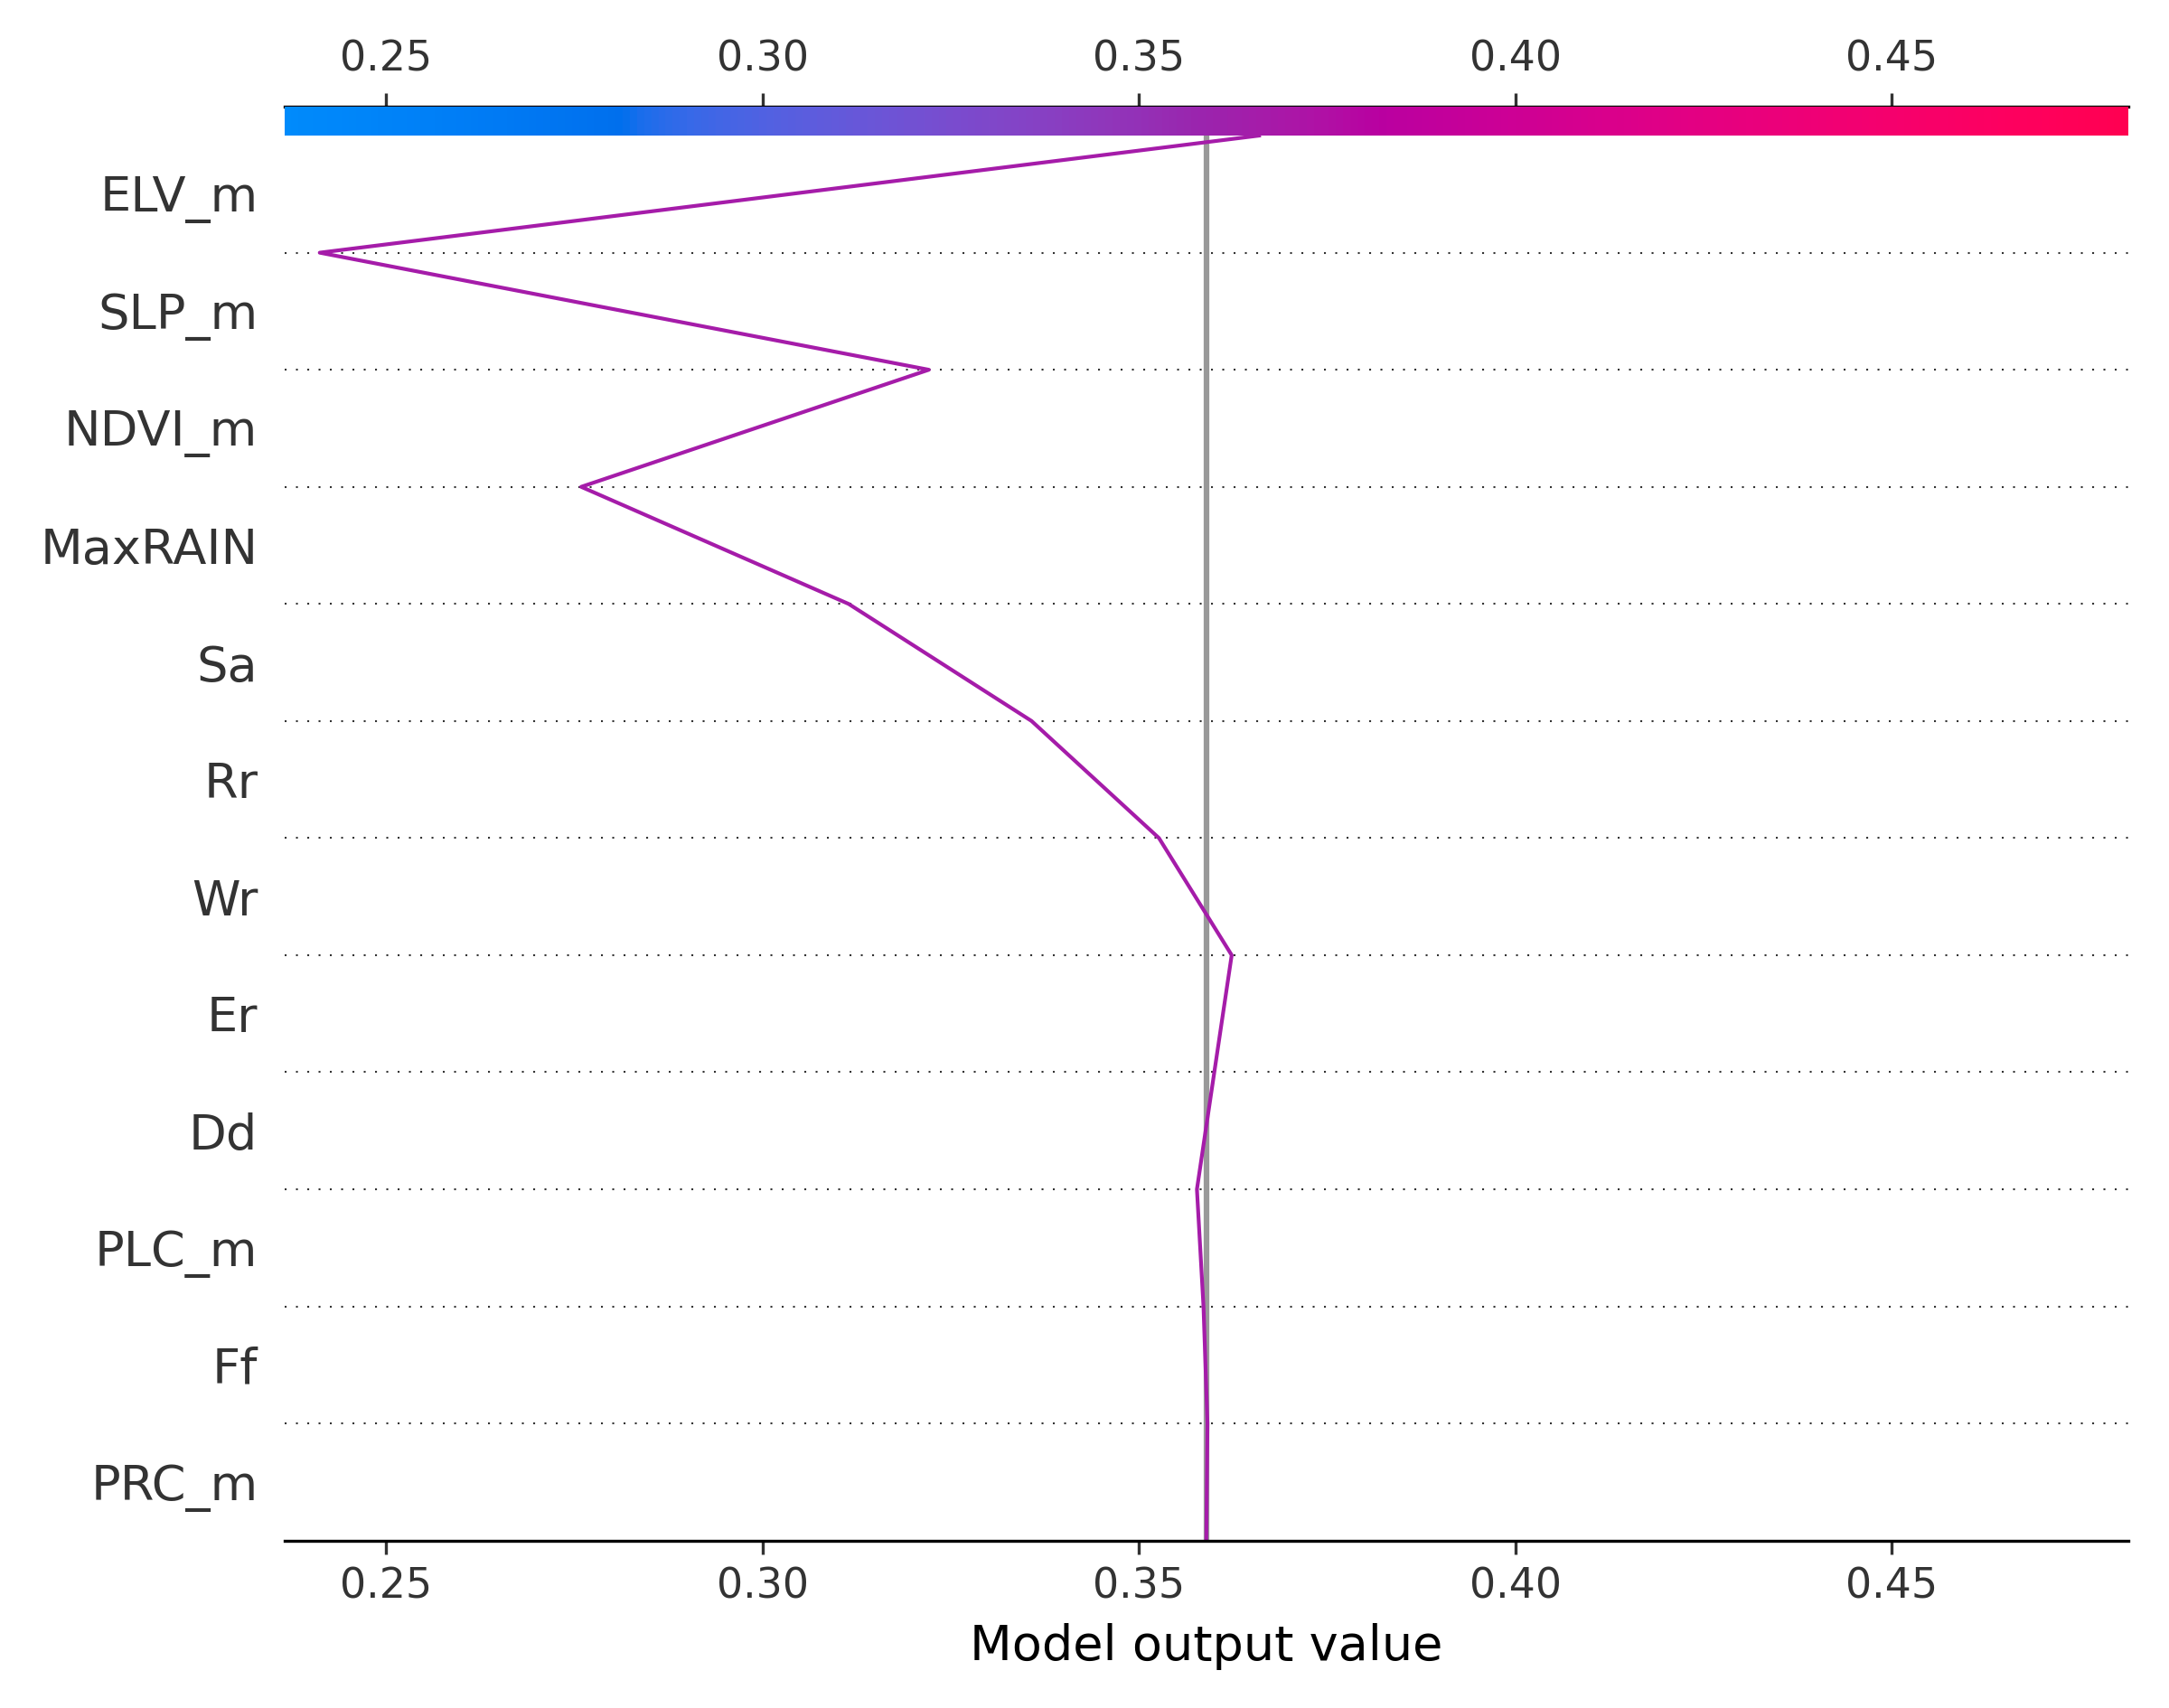 0.25 0.30 0.35 0.40 0.45
ELV_m
SLP_m
NDVI_m
MaxRAIN
Sa
Rr
Wr
Er
Dd
PLC_m
Ff
PRC_m
0.25 0.30 0.35 0.40 0.45
Model output value